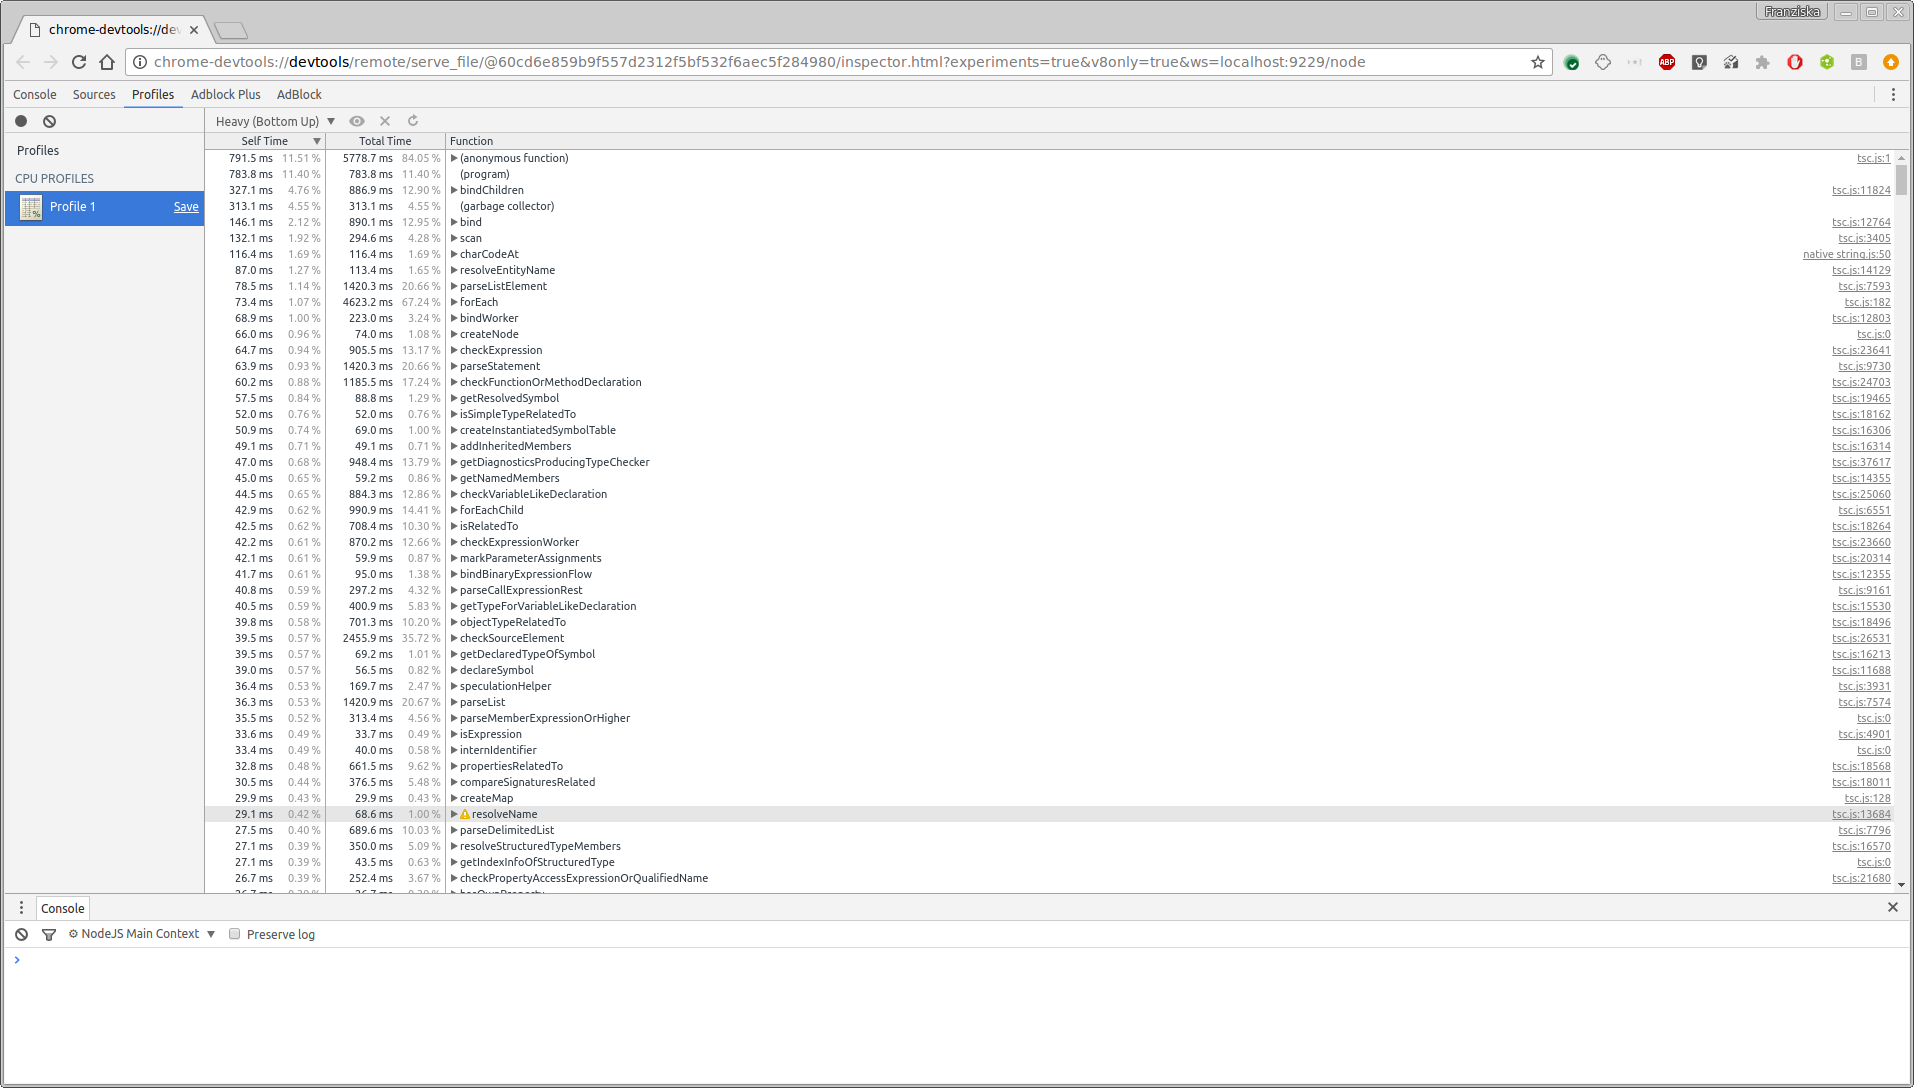 Franziska
chrome-devtools://de
chrome-devtools://devtools/remote/serve_file/@60cd6e859b9f557d2312f5bf532f6aec5f284980/inspector.html?experiments=true&v8only=true&ws=localhost:9229/node
ABP
B
Console Sources Profiles Adblock Plus AdBlock
Heavy (Bottom Up)
Profiles
CPU PROFILES
Profile 1 Save
Self Time Total Time Function
791.5 ms 11.51 % 5778.7 ms 84.05 % (anonymous function) tsc.js:1
783.8 ms 11.40 % 783.8 ms 11.40 % (program)
327.1 ms 4.76 % 886.9 ms 12.90 % bindChildren tsc.js:11824
313.1 ms 4.55 % 313.1 ms 4.55 % (garbage collector)
146.1 ms 2.12 % 890.1 ms 12.95 % bind tsc.js:12764
132.1 ms 1.92 % 294.6 ms 4.28 % scan tsc.js:3405
116.4 ms 1.69 % 116.4 ms 1.69 % charCodeAt native string.js:50
87.0 ms 1.27 % 113.4 ms 1.65 % resolveEntityName tsc.js:14129
78.5 ms 1.14 % 1420.3 ms 20.66 % parseListElement tsc.js:7593
73.4 ms 1.07 % 4623.2 ms 67.24 % forEach tsc.js:182
68.9 ms 1.00 % 223.0 ms 3.24 % bindWorker tsc.js:12803
66.0 ms 0.96 % 74.0 ms 1.08 % createNode tsc.js:0
64.7 ms 0.94 % 905.5 ms 13.17 % checkExpression tsc.js:23641
63.9 ms 0.93 % 1420.3 ms 20.66 % parseStatement tsc.js:9730
60.2 ms 0.88 % 1185.5 ms 17.24 % checkFunctionOrMethodDeclaration tsc.js:24703
57.5 ms 0.84 % 88.8 ms 1.29 % getResolvedSymbol tsc.js:19465
52.0 ms 0.76 % 52.0 ms 0.76 % isSimpleTypeRelatedTo tsc.js:18162
50.9 ms 0.74 % 69.0 ms 1.00 % createInstantiatedSymbolTable tsc.js:16306
49.1 ms 0.71 % 49.1 ms 0.71 % addInheritedMembers tsc.js:16314
47.0 ms 0.68 % 948.4 ms 13.79 % getDiagnosticsProducingTypeChecker tsc.js:37617
45.0 ms 0.65 % 59.2 ms 0.86 % getNamedMembers tsc.js:14355
44.5 ms 0.65 % 884.3 ms 12.86 % checkVariableLikeDeclaration tsc.js:25060
42.9 ms 0.62 % 990.9 ms 14.41 % forEachChild tsc.js:6551
42.5 ms 0.62 % 708.4 ms 10.30 % isRelatedTo tsc.js:18264
42.2 ms 0.61 % 870.2 ms 12.66 % checkExpressionWorker tsc.js:23660
42.1 ms 0.61 % 59.9 ms 0.87 % markParameterAssignments tsc.js:20314
41.7 ms 0.61 % 95.0 ms 1.38 % bindBinaryExpressionFlow tsc.js:12355
40.8 ms 0.59 % 297.2 ms 4.32 % parseCallExpressionRest tsc.js:9161
40.5 ms 0.59 % 400.9 ms 5.83 % getTypeForVariableLikeDeclaration tsc.js:15530
39.8 ms 0.58 % 701.3 ms 10.20 % objectTypeRelatedTo tsc.js:18496
39.5 ms 0.57 % 2455.9 ms 35.72 % checkSourceElement tsc.js:26531
39.5 ms 0.57 % 69.2 ms 1.01 % getDeclaredTypeOfSymbol tsc.js:16213
39.0 ms 0.57 % 56.5 ms 0.82 % declareSymbol tsc.js:11688
36.4 ms 0.53 % 169.7 ms 2.47 % speculationHelper tsc.js:3931
36.3 ms 0.53 % 1420.9 ms 20.67 % parseList tsc.js:7574
35.5 ms 0.52 % 313.4 ms 4.56 % parseMemberExpressionOrHigher tsc.js:0
33.6 ms 0.49 % 33.7 ms 0.49 % isExpression tsc.js:4901
33.4 ms 0.49 % 40.0 ms 0.58 % internIdentifier tsc.js:0
32.8 ms 0.48 % 661.5 ms 9.62 % propertiesRelatedTo tsc.js:18568
30.5 ms 0.44 % 376.5 ms 5.48 % compareSignaturesRelated tsc.js:18011
29.9 ms 0.43 % 29.9 ms 0.43 % createMap tsc.js:128
29.1 ms 0.42 % 68.6 ms 1.00 % resolveName tsc.js:13684
27.5 ms 0.40 % 689.6 ms 10.03 % parseDelimitedList tsc.js:7796
27.1 ms 0.39 % 350.0 ms 5.09 % resolveStructuredTypeMembers tsc.js:16570
27.1 ms 0.39 % 43.5 ms 0.63 % getIndexInfoOfStructuredType tsc.js:0
26.7 ms 0.39 % 252.4 ms 3.67 % checkPropertyAccessExpressionOrQualifiedName tsc.js:21680
Console
NodeJS Main Context Preserve log